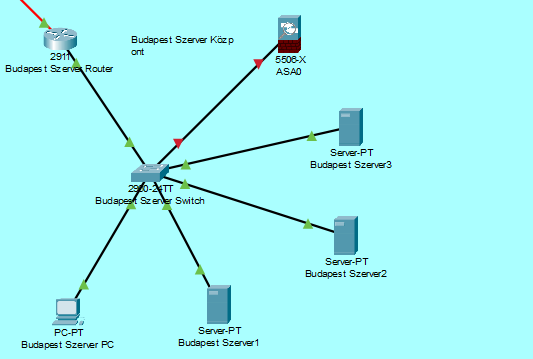 Budapest Szerver Közp
ont
2911
Budapest Szerver Router
5506-X
ASA0
Server-PT
Budapest Szerver3
2960-24TT
Budapest Szerver Switch
Server-PT
Budapest Szerver2
Server-PT
Budapest Szerver1
PC-PT
Budapest Szerver PC